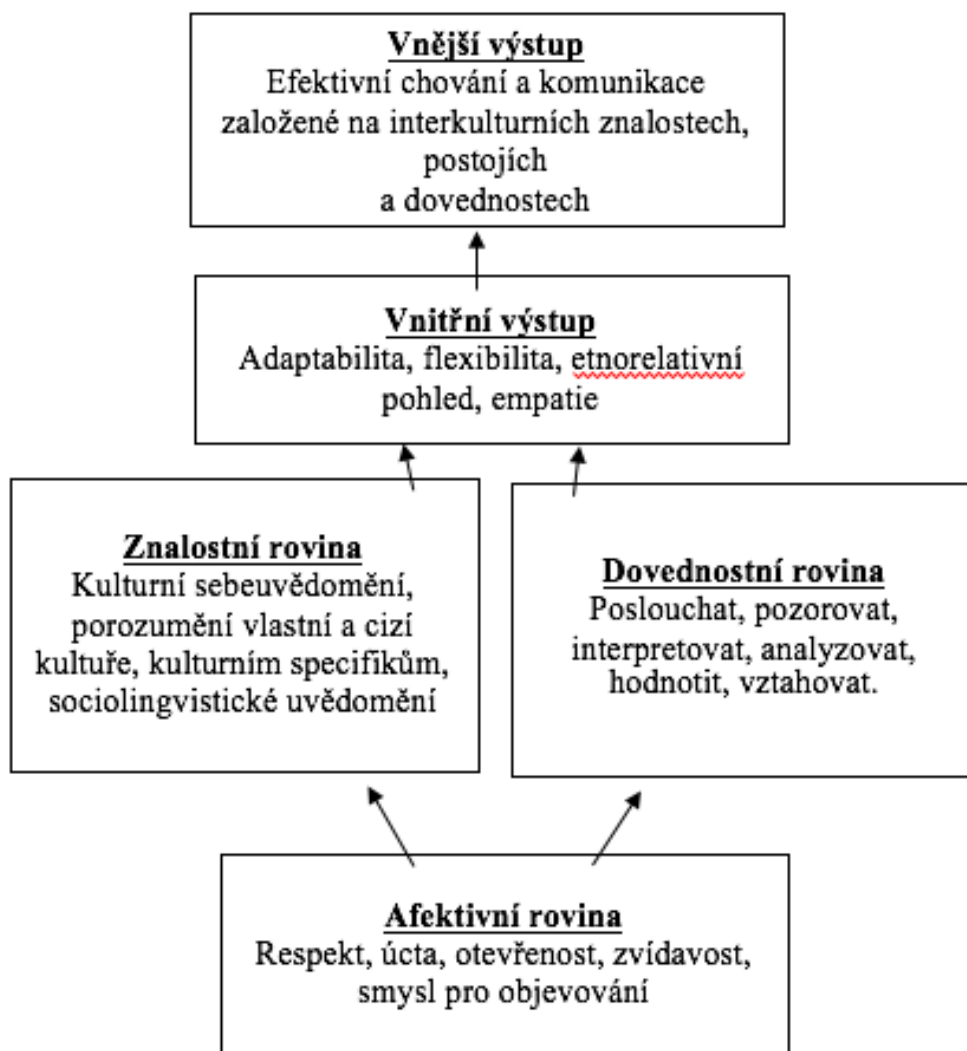 Vnější výstup
Efektivní chování a komunikace
založené na interkulturních znalostech,
postojích
a dovednostech
Vnitřní výstup
Adaptabilita, flexibilita, etnorelativní
pohled, empatie
Znalostní rovina
Kulturní sebeuvědomění,
porozumění vlastní a cizí
kultuře, kulturním specifikům,
sociolingvistické uvědomění
Dovednostní rovina
Poslouchat, pozorovat,
interpretovat, analyzovat,
hodnotit, vztahovat.
Afektivní rovina
Respekt, úcta, otevřenost, zvídavost,
smysl pro objevování